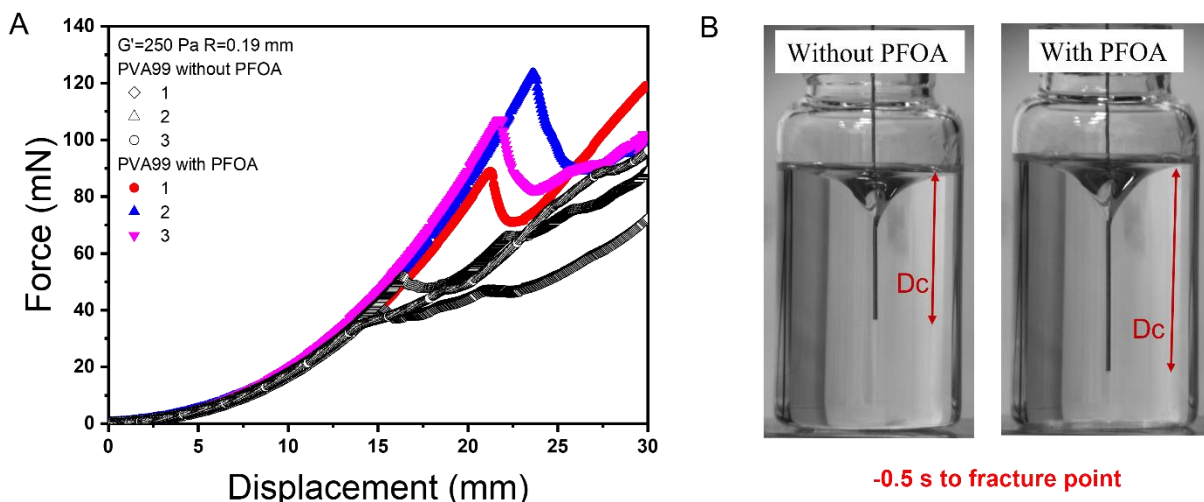 A
G'=250 Pa R=0.19 mm
PVA99 without PFOA
1
2
3
PVA99 with PFOA
1
2
3
140
120
100
80
60
40
20
0
0 5 10 15 20 25 30
Force (mN)
Displacement (mm)
B
Without PFOA
With PFOA
Dc
Dc
-0.5 s to fracture point